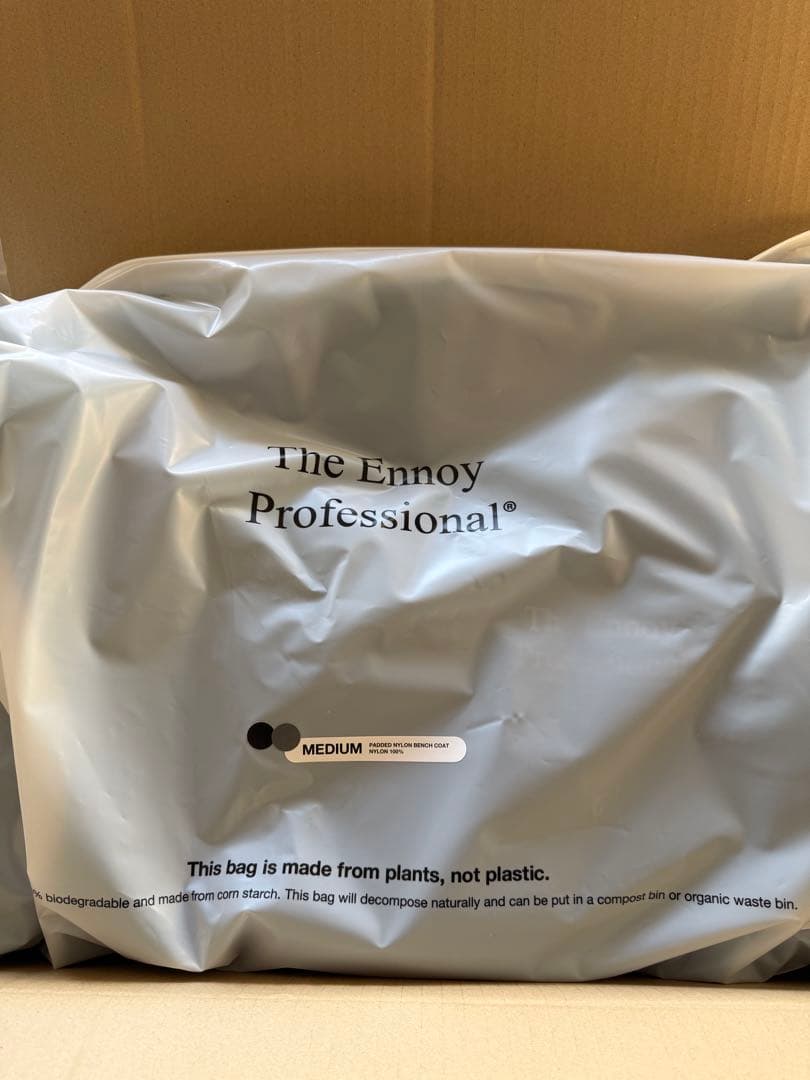 The Ennoy
Professional®
MEDIUM
PADDED NYLON BENCH COAT
NYLON 100%
This bag is made from plants, not plastic.
% biodegradable and made from corn starch. This bag will decompose naturally and can be put in a compost bin or organic waste bin.